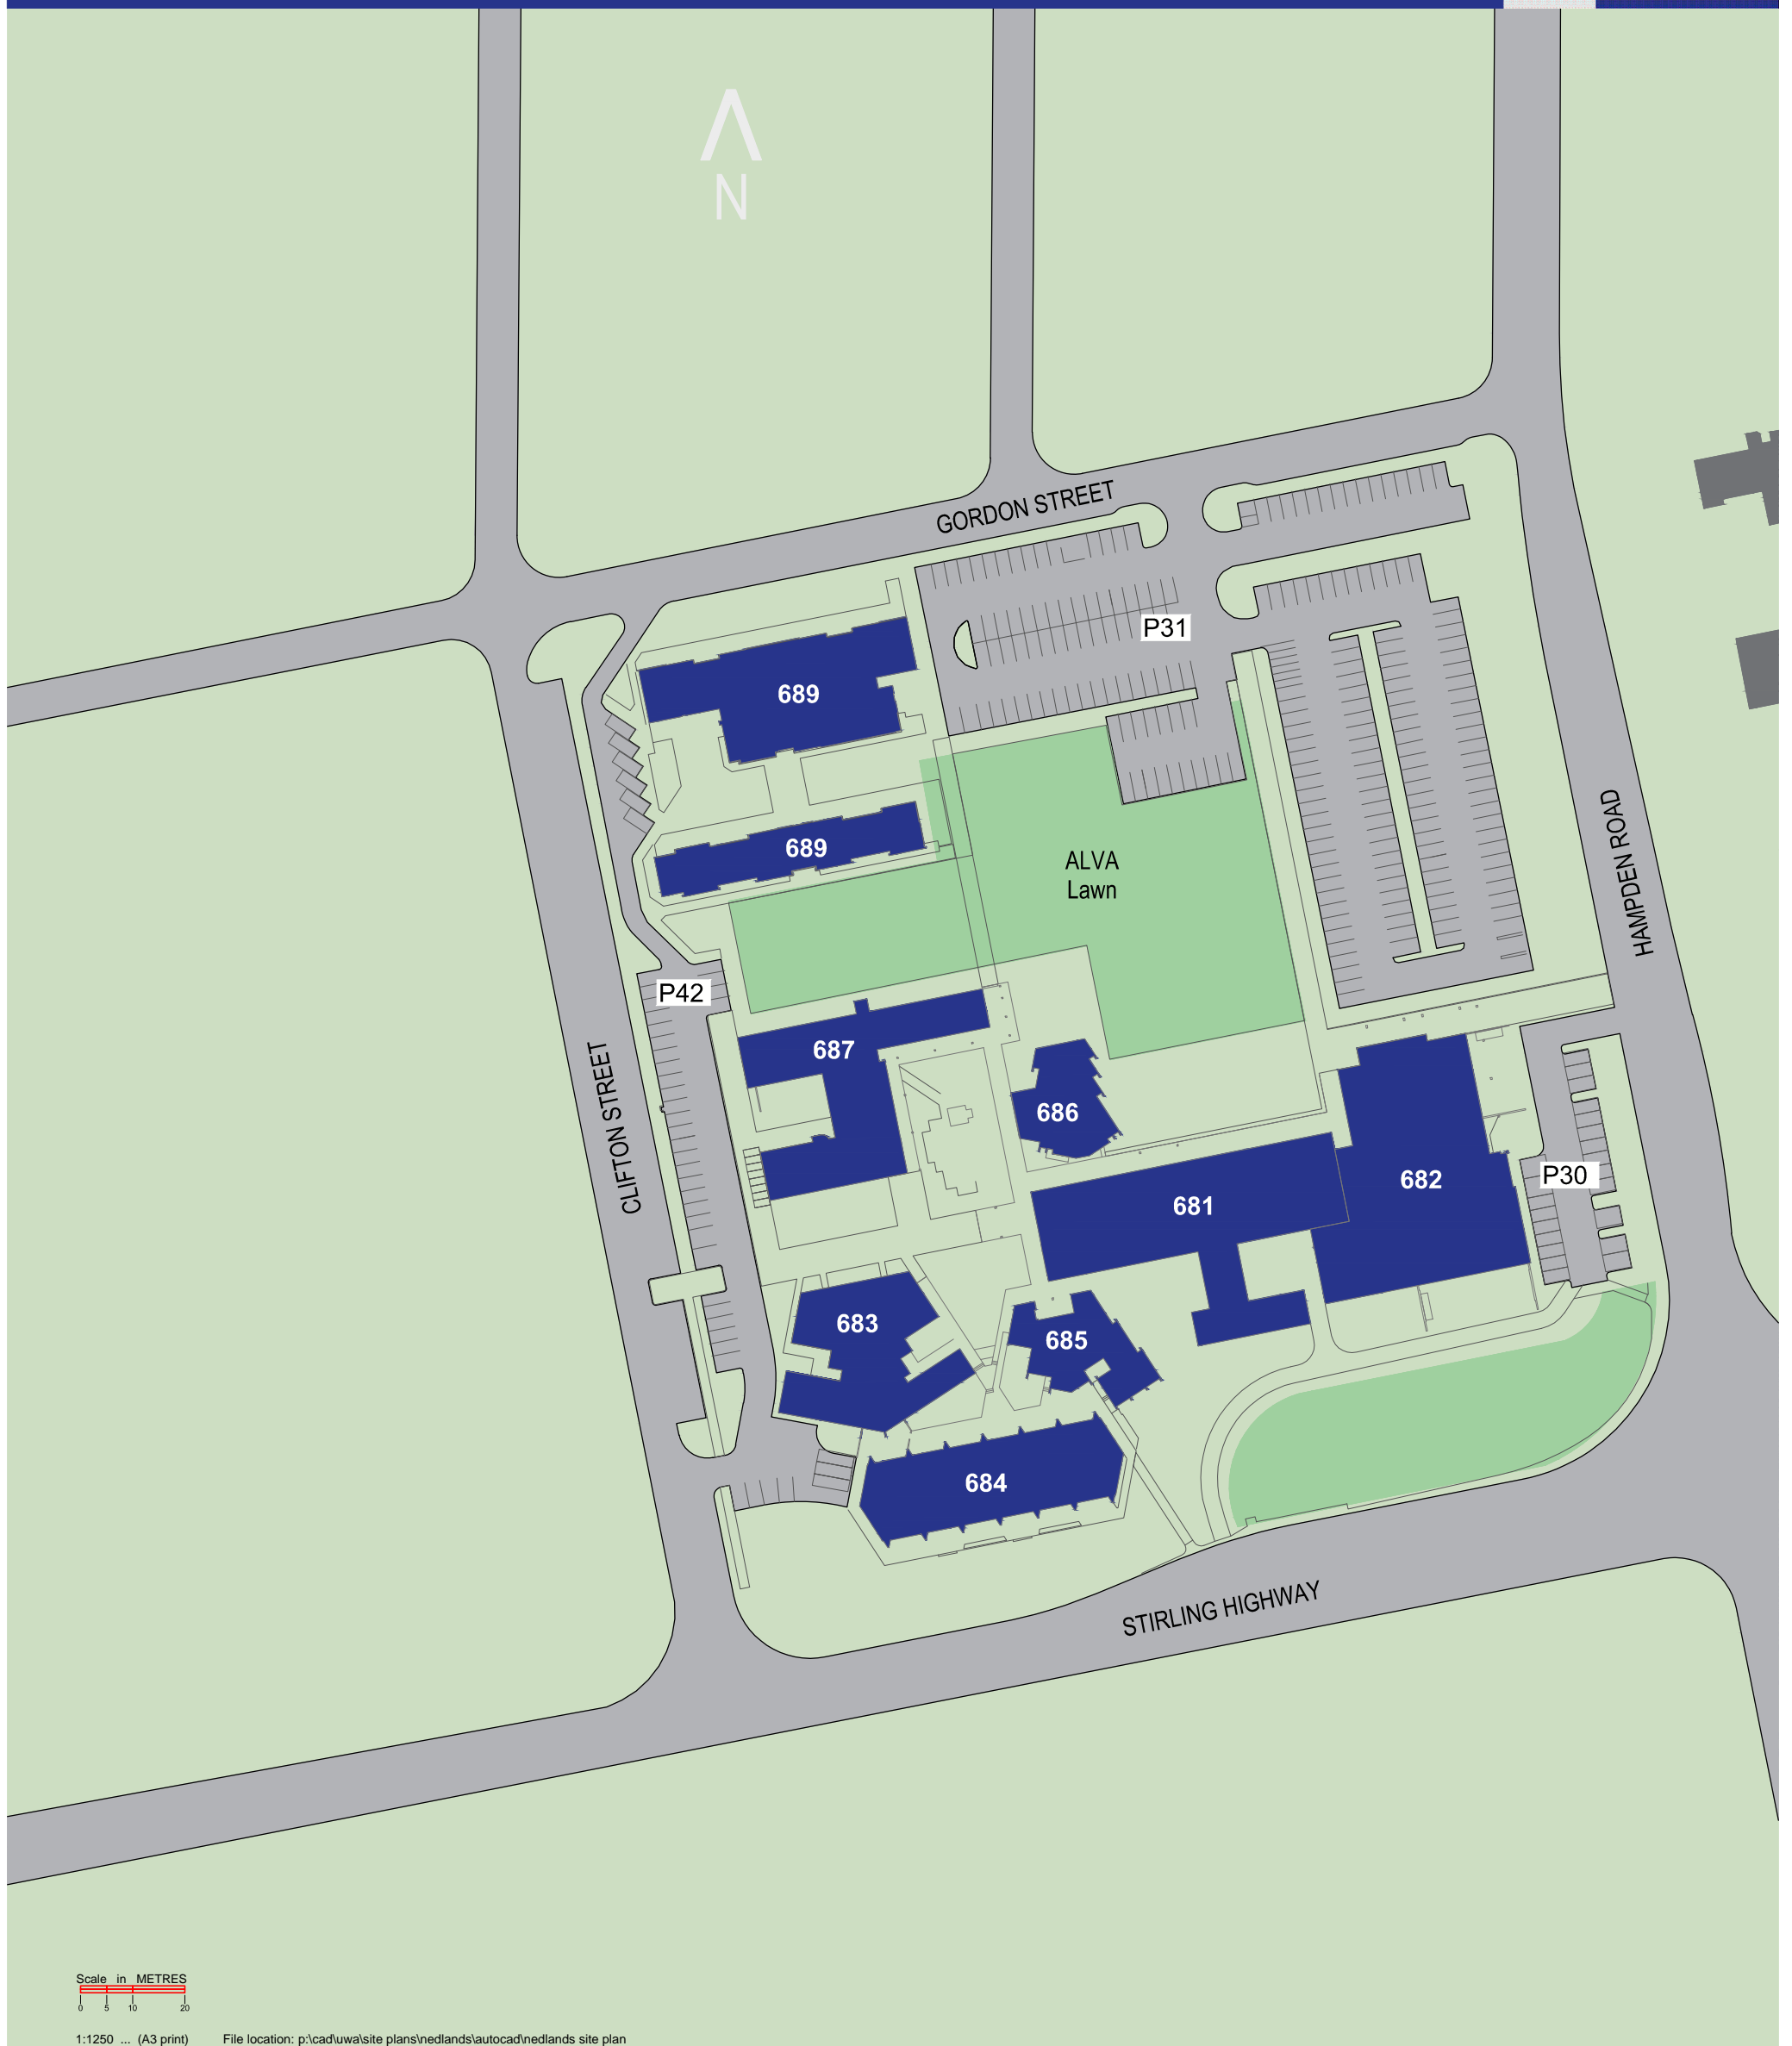 N
GORDON STREET
P31
689
689
ALVA
Lawn
HAMPDEN ROAD
P42
687
CLIFTON STREET
686
P30
682
681
683
685
684
STIRLING HIGHWAY
Scale in METRES
0 5 10 20
1:1250 ... (A3 print) File location: p:\cad\uwa\site plans\nedlands\autocad\nedlands site plan